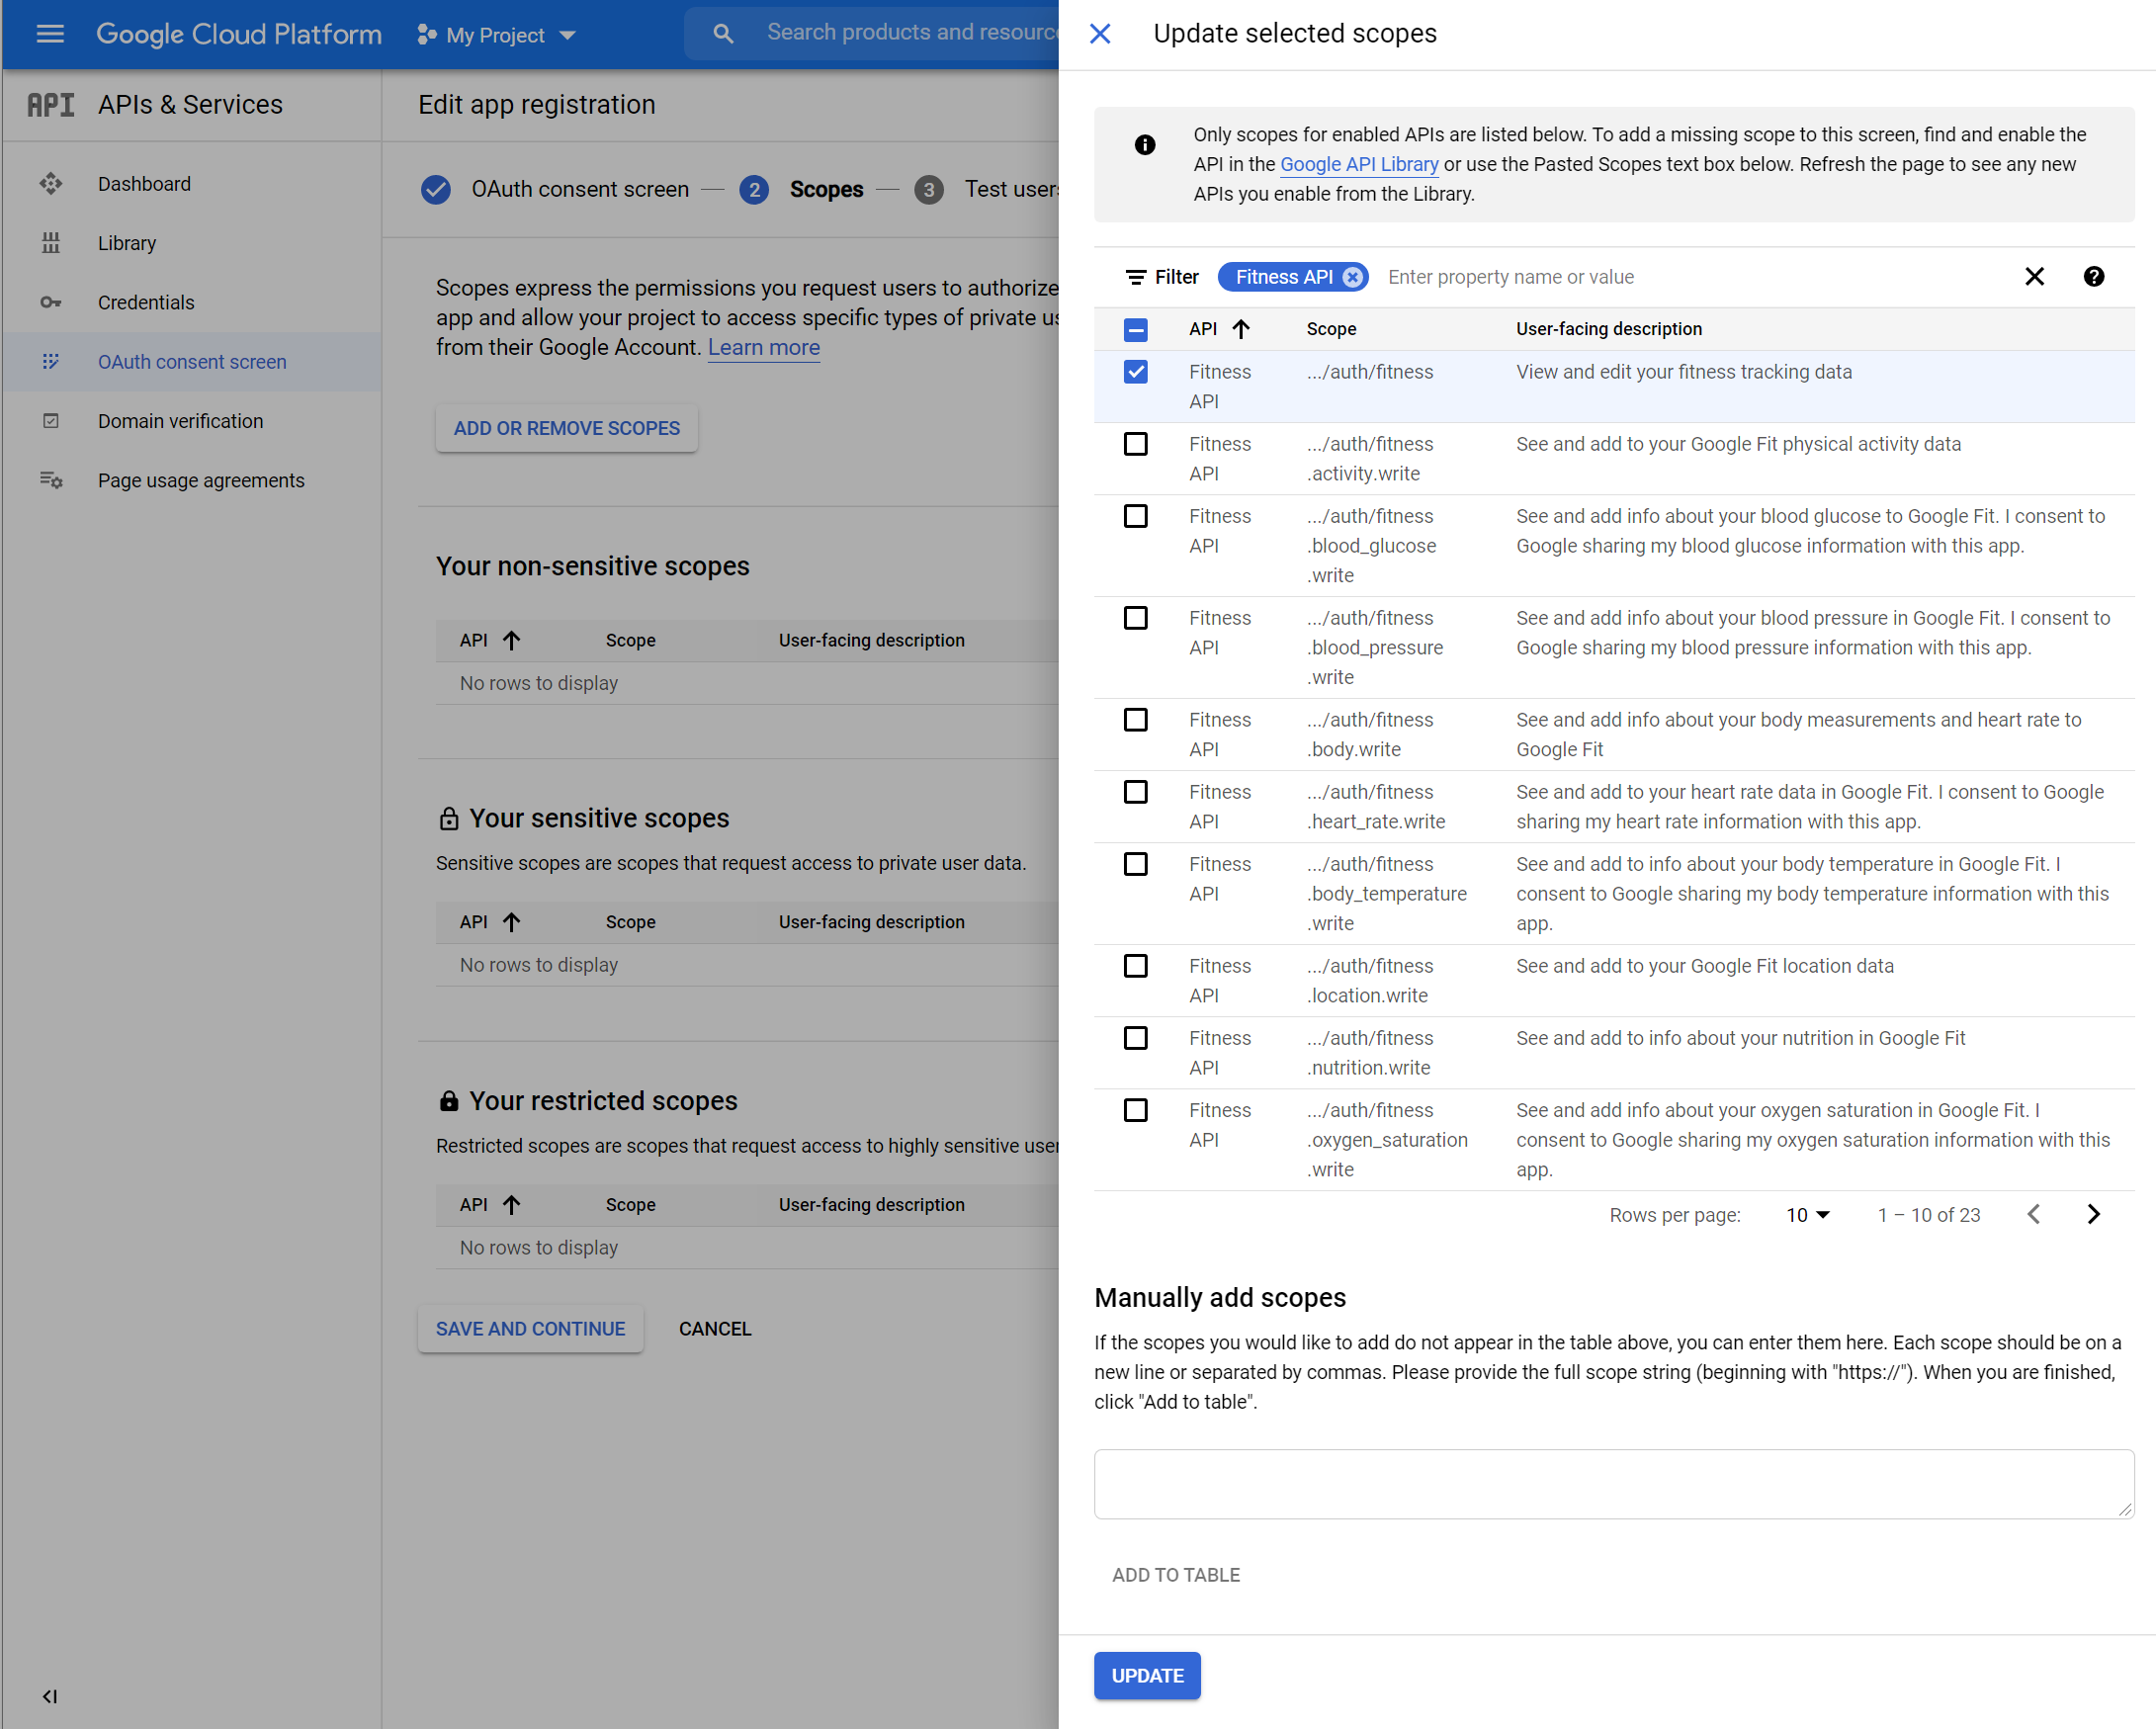 Google Cloud Platform
My Project
Search products and resourc
API
APIs & Services
Dashboard
Library
Credentials
OAuth consent screen
Domain verification
Page usage agreements
Edit app registration
OAuth consent screen — 2 Scopes — 3 Test users
Scopes express the permissions you request users to authorize
app and allow your project to access specific types of private us
from their Google Account. Learn more
ADD OR REMOVE SCOPES
Your non-sensitive scopes
API Scope User-facing description
No rows to display
Your sensitive scopes
Sensitive scopes are scopes that request access to private user data.
API Scope User-facing description
No rows to display
Your restricted scopes
Restricted scopes are scopes that request access to highly sensitive user
API Scope User-facing description
No rows to display
SAVE AND CONTINUE CANCEL
Update selected scopes
Only scopes for enabled APIs are listed below. To add a missing scope to this screen, find and enable the
API in the Google API Library or use the Pasted Scopes text box below. Refresh the page to see any new
APIs you enable from the Library.
Filter Fitness API Enter property name or value
API Scope User-facing description
Fitness .../auth/fitness View and edit your fitness tracking data
API
Fitness .../auth/fitness See and add to your Google Fit physical activity data
API .activity.write
Fitness .../auth/fitness See and add info about your blood glucose to Google Fit. I consent to
API .blood_glucose Google sharing my blood glucose information with this app.
.write
Fitness .../auth/fitness See and add info about your blood pressure in Google Fit. I consent to
API .blood_pressure Google sharing my blood pressure information with this app.
.write
Fitness .../auth/fitness See and add info about your body measurements and heart rate to
API .body.write Google Fit
Fitness .../auth/fitness See and add to your heart rate data in Google Fit. I consent to Google
API .heart_rate.write sharing my heart rate information with this app.
Fitness .../auth/fitness See and add to info about your body temperature in Google Fit. I
API .body_temperature consent to Google sharing my body temperature information with this
.write app.
Fitness .../auth/fitness See and add to your Google Fit location data
API .location.write
Fitness .../auth/fitness See and add to info about your nutrition in Google Fit
API .nutrition.write
Fitness .../auth/fitness See and add info about your oxygen saturation in Google Fit. I
API .oxygen_saturation consent to Google sharing my oxygen saturation information with this
.write app.
Rows per page: 10 1 – 10 of 23
Manually add scopes
If the scopes you would like to add do not appear in the table above, you can enter them here. Each scope should be on a
new line or separated by commas. Please provide the full scope string (beginning with "https://"). When you are finished,
click "Add to table".
ADD TO TABLE
UPDATE